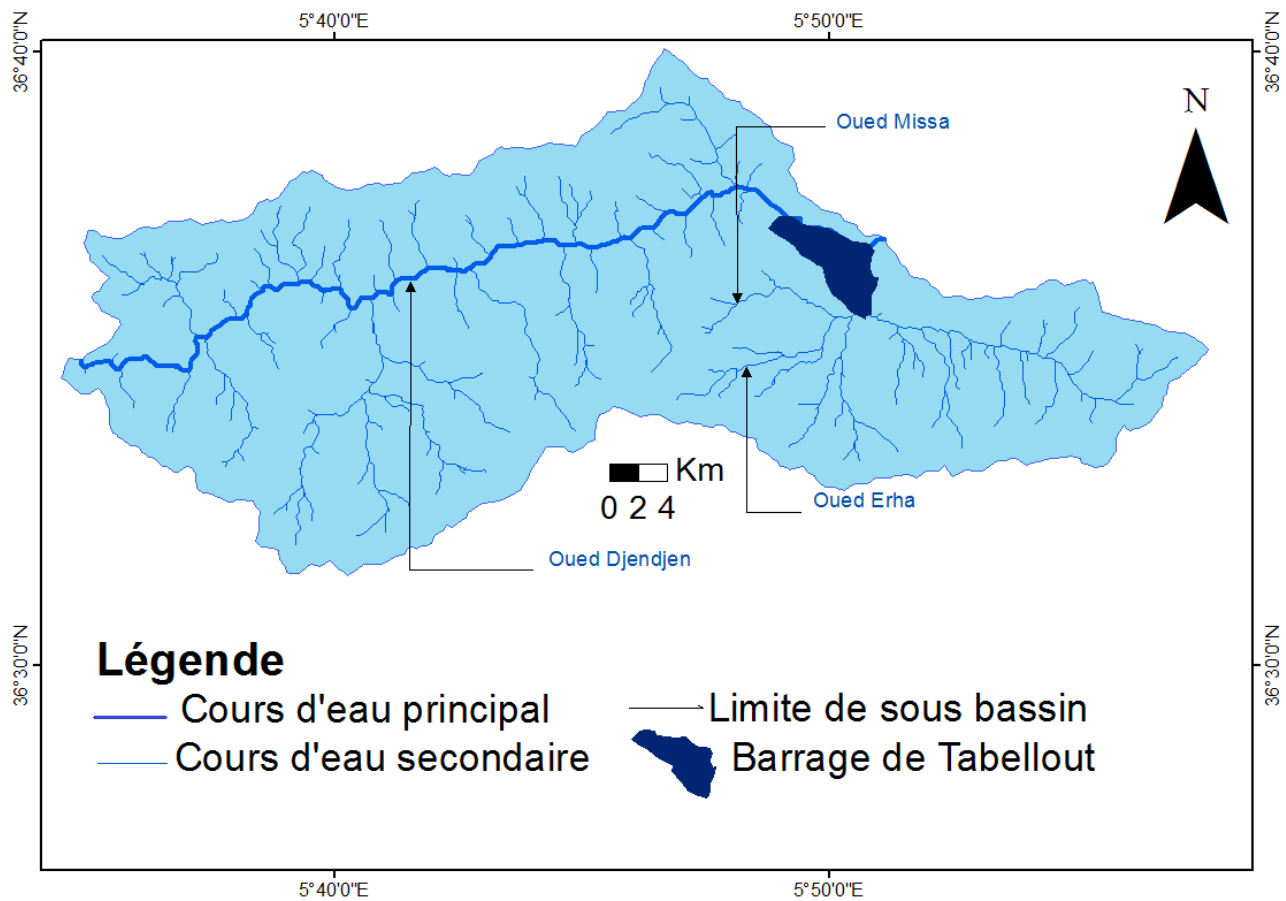 5°40'0"E
5°50'0"E
36°40'0"N
36°40'0"N
N
Oued Missa
Km
0 2 4
Oued Erha
Oued Djendjen
36°30'0"N
36°30'0"N
Légende
Cours d'eau principal
Limite de sous bassin
Cours d'eau secondaire
Barrage de Tabellout
5°40'0"E
5°50'0"E